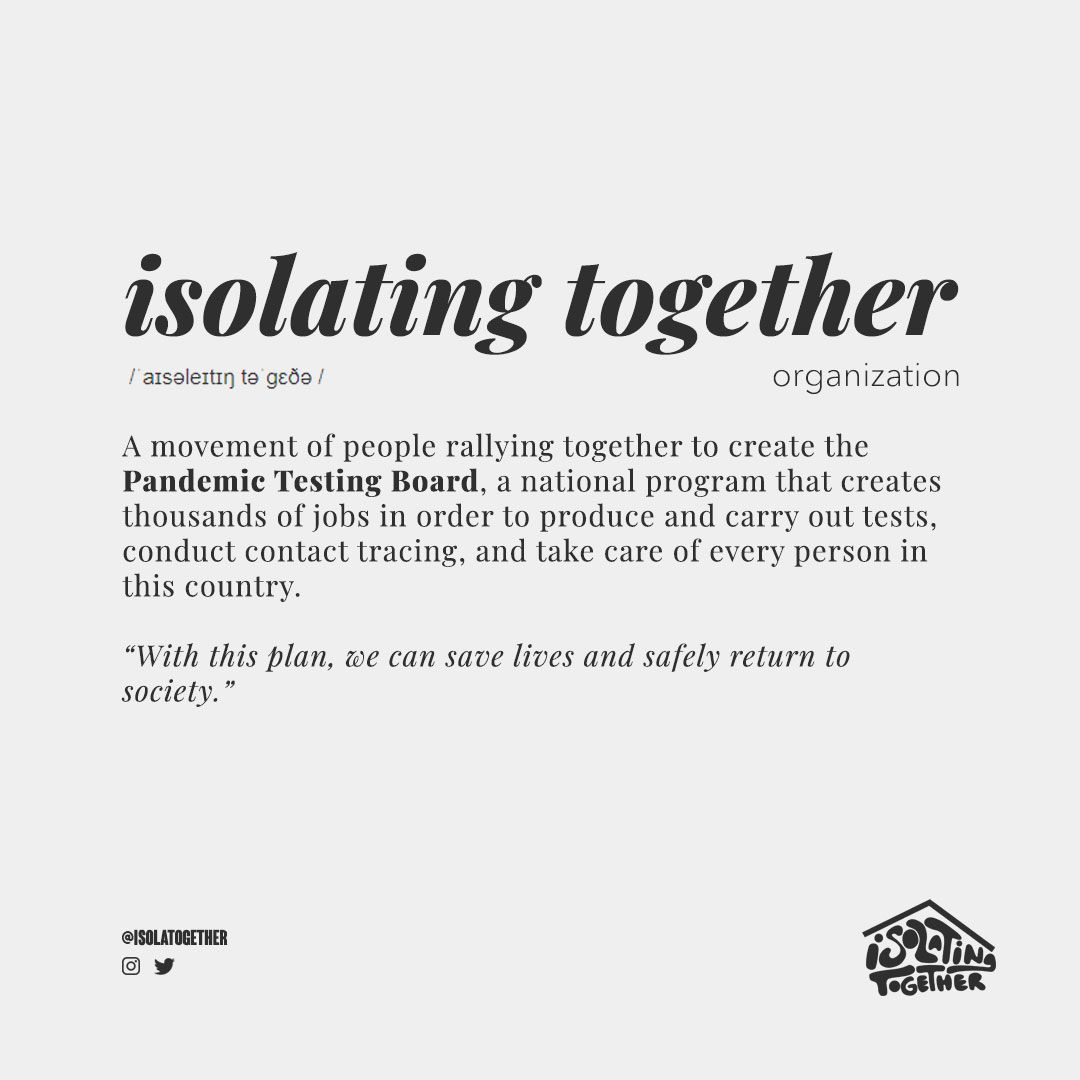 isolating together
/ˈaɪsəleɪtɪŋ təˈgɛðə /
organization
A movement of people rallying together to create the
Pandemic Testing Board, a national program that creates
thousands of jobs in order to produce and carry out tests,
conduct contact tracing, and take care of every person in
this country.
“With this plan, we can save lives and safely return to
society.”
@ISOLATOGETHER
iSOLATiNg
TOGETHER